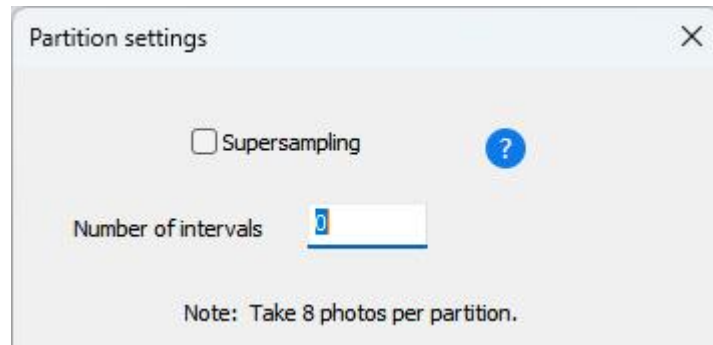 Partition settings
Supersampling
?
Number of intervals 0
Note: Take 8 photos per partition.